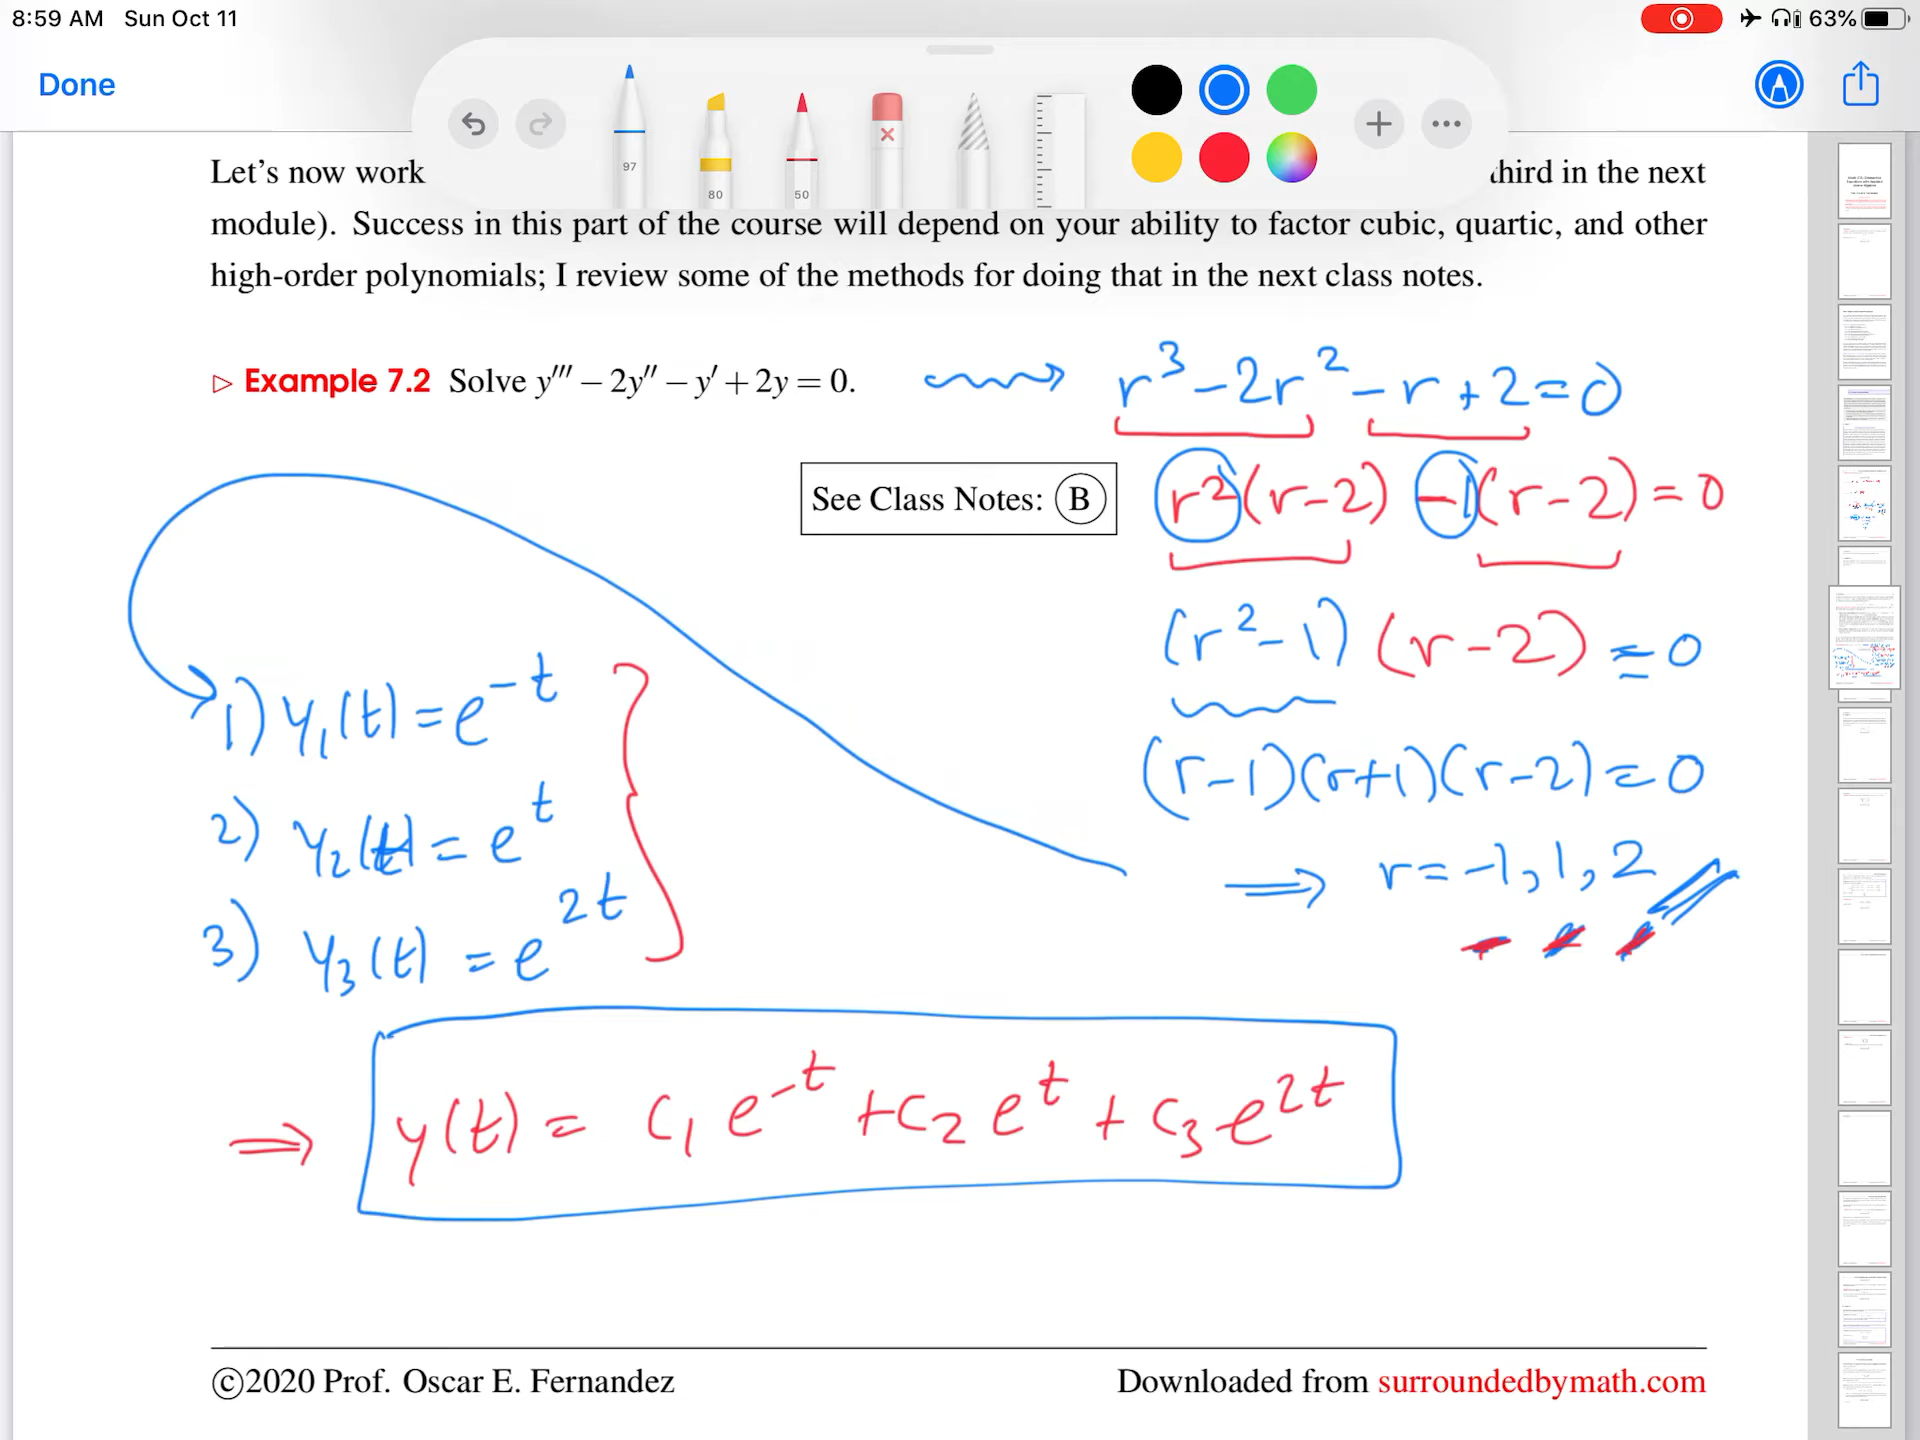 8:59 AM Sun Oct 11
63%
Done
97
80
50
Let's now work third in the next
module). Success in this part of the course will depend on your ability to factor cubic, quartic, and other
high-order polynomials; I review some of the methods for doing that in the next class notes.
▷ Example 7.2 Solve y''' − 2y'' − y' + 2y = 0.
r³ − 2r² − r + 2 = 0
See Class Notes: Ⓑ
r²(r−2) −1(r−2) = 0
(r²−1)(r−2) = 0
(r−1)(r+1)(r−2) = 0
⇒ r = −1, 1, 2
1) y₁(t) = e^{−t}
2) y₂(t) = e^{t}
3) y₃(t) = e^{2t}
⇒ y(t) = c₁e^{−t} + c₂e^{t} + c₃e^{2t}
©2020 Prof. Oscar E. Fernandez
Downloaded from surroundedbymath.com